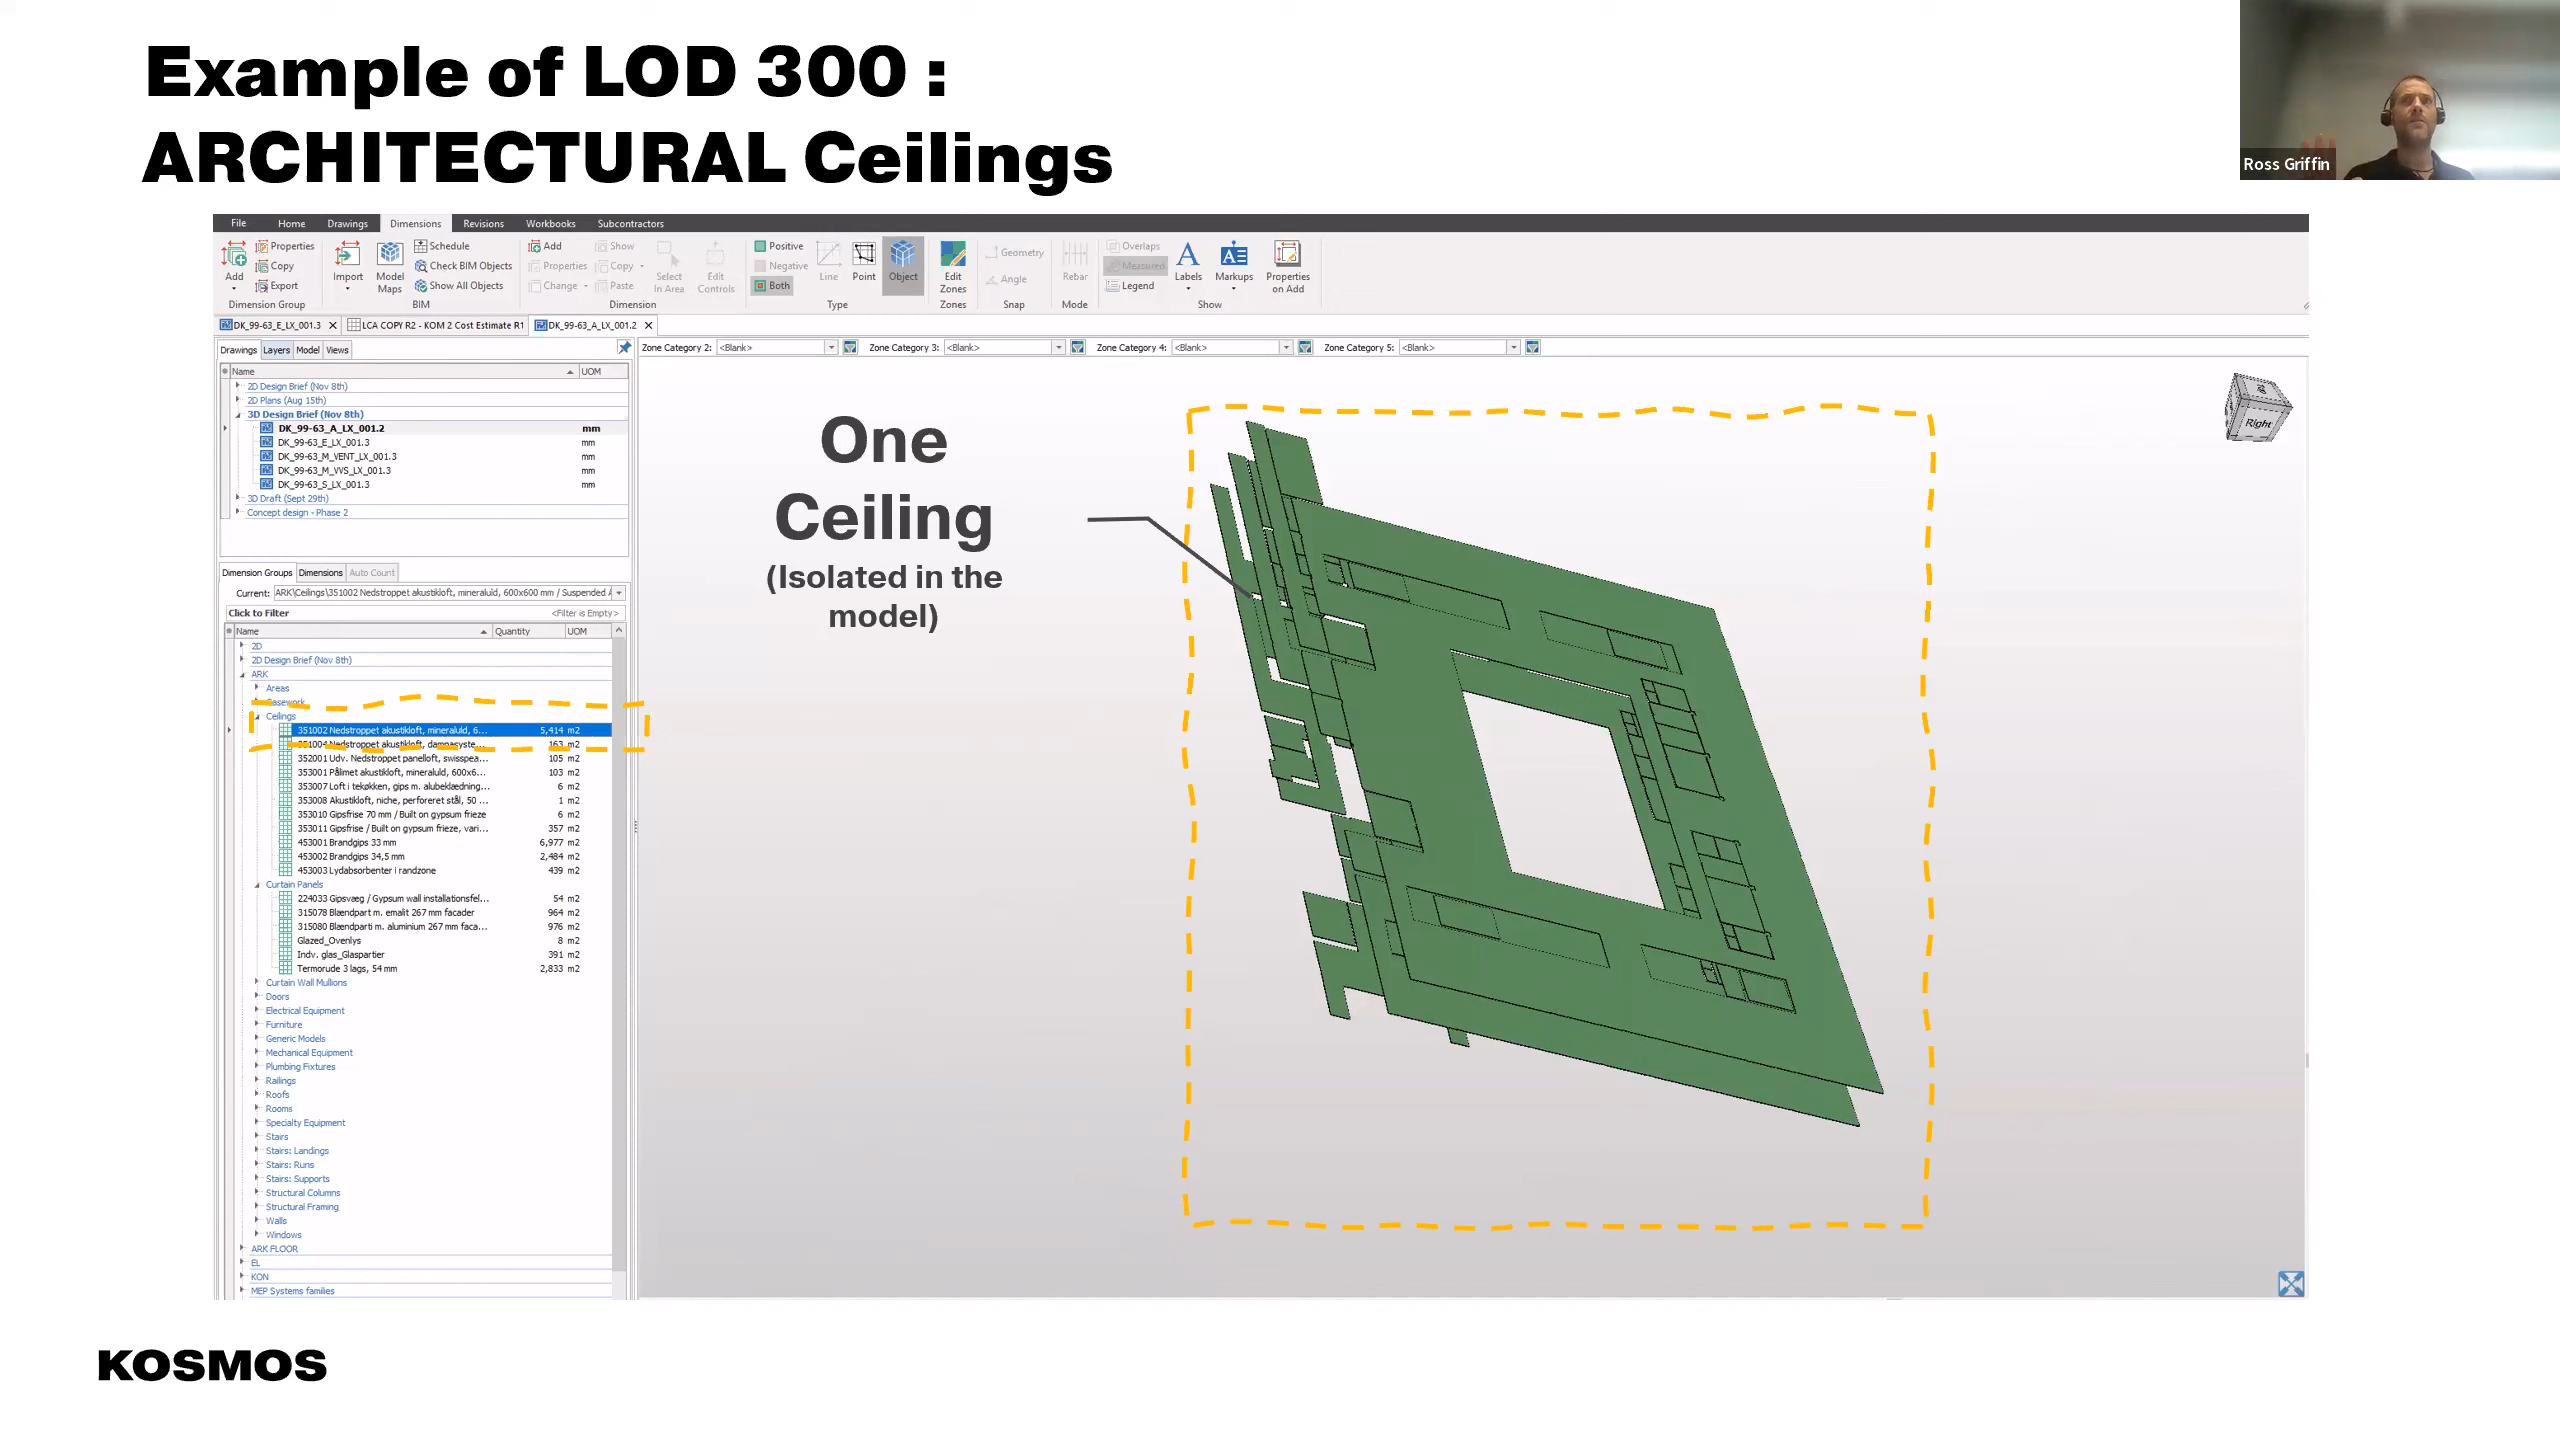 Example of LOD 300 :
ARCHITECTURAL Ceilings
Ross Griffin
File Home Drawings Dimensions Revisions Workbooks Subcontractors
Add Properties Copy Export Dimension Group
Import Model Maps Schedule Check BIM Objects Show All Objects BIM
Add Properties Change Show Copy Paste Select In Area Edit Controls Dimension
Positive Negative Both Line Point Object Type
Edit Zones Zones
Geometry Angle Snap
Rebar Mode
Overlaps Measured Legend Labels Markups Properties on Add Show
DK_99-63_E_LX_001.3 LCA COPY R2 - KOM 2 Cost Estimate R1 DK_99-63_A_LX_001.2
Drawings Layers Model Views
Zone Category 2: <Blank> Zone Category 3: <Blank> Zone Category 4: <Blank> Zone Category 5: <Blank>
Name UOM
2D Design Brief (Nov 8th)
2D Plans (Aug 15th)
3D Design Brief (Nov 8th)
DK_99-63_A_LX_001.2 mm
DK_99-63_E_LX_001.3 mm
DK_99-63_M_VENT_LX_001.3 mm
DK_99-63_M_VVS_LX_001.3 mm
DK_99-63_S_LX_001.3 mm
3D Draft (Sept 29th)
Concept design - Phase 2
One
Ceiling
(Isolated in the
model)
Right
Dimension Groups Dimensions Auto Count
Current: ARK\Ceilings\351002 Nedstroppet akustikloft, mineraluld, 600x600 mm / Suspended
Click to Filter <Filter is Empty>
Name Quantity UOM
2D
2D Design Brief (Nov 8th)
ARK
Areas
Casework
Ceilings
351002 Nedstroppet akustikloft, mineraluld, 6... 5,414 m2
351004 Nedstroppet akustikloft, dampasyste... 163 m2
352001 Udv. Nedstroppet panelloft, swisspea... 105 m2
353001 Pålimet akustikloft, mineraluld, 600x6... 103 m2
353007 Loft i tekøkken, gips m. alubeklædning... 6 m2
353008 Akustikloft, niche, perforeret stål, 50 ... 1 m2
353010 Gipsfrise 70 mm / Built on gypsum frieze 6 m2
353011 Gipsfrise / Built on gypsum frieze, vari... 357 m2
453001 Brandgips 33 mm 6,977 m2
453002 Brandgips 34,5 mm 2,484 m2
453003 Lydabsorbenter i randzone 439 m2
Curtain Panels
224033 Gipsvæg / Gypsum wall installationsfel... 54 m2
315078 Blændpart m. emalit 267 mm facader 964 m2
315080 Blændparti m. aluminium 267 mm faca... 976 m2
Glazed_Ovenlys 8 m2
Indv. glas_Glaspartier 391 m2
Termorude 3 lags, 54 mm 2,833 m2
Curtain Wall Mullions
Doors
Electrical Equipment
Furniture
Generic Models
Mechanical Equipment
Plumbing Fixtures
Railings
Roofs
Rooms
Specialty Equipment
Stairs
Stairs: Landings
Stairs: Runs
Stairs: Supports
Structural Columns
Structural Framing
Walls
Windows
ARK FLOOR
EL
KON
MEP Systems families
KOSMOS